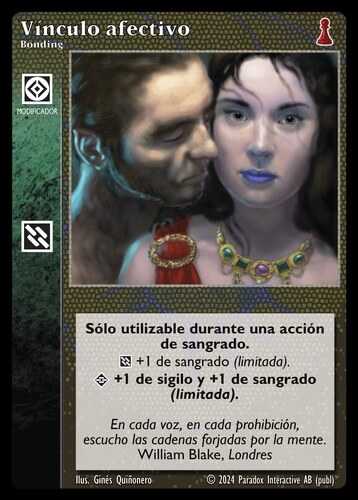 Vínculo afectivo
Bonding
MODIFICADOR
Sólo utilizable durante una acción
de sangrado.
+1 de sangrado (limitada).
+1 de sigilo y +1 de sangrado
(limitada).
En cada voz, en cada prohibición,
escucho las cadenas forjadas por la mente.
William Blake, Londres
Ilus. Ginés Quiñonero
© 2024 Paradox Interactive AB (publ)